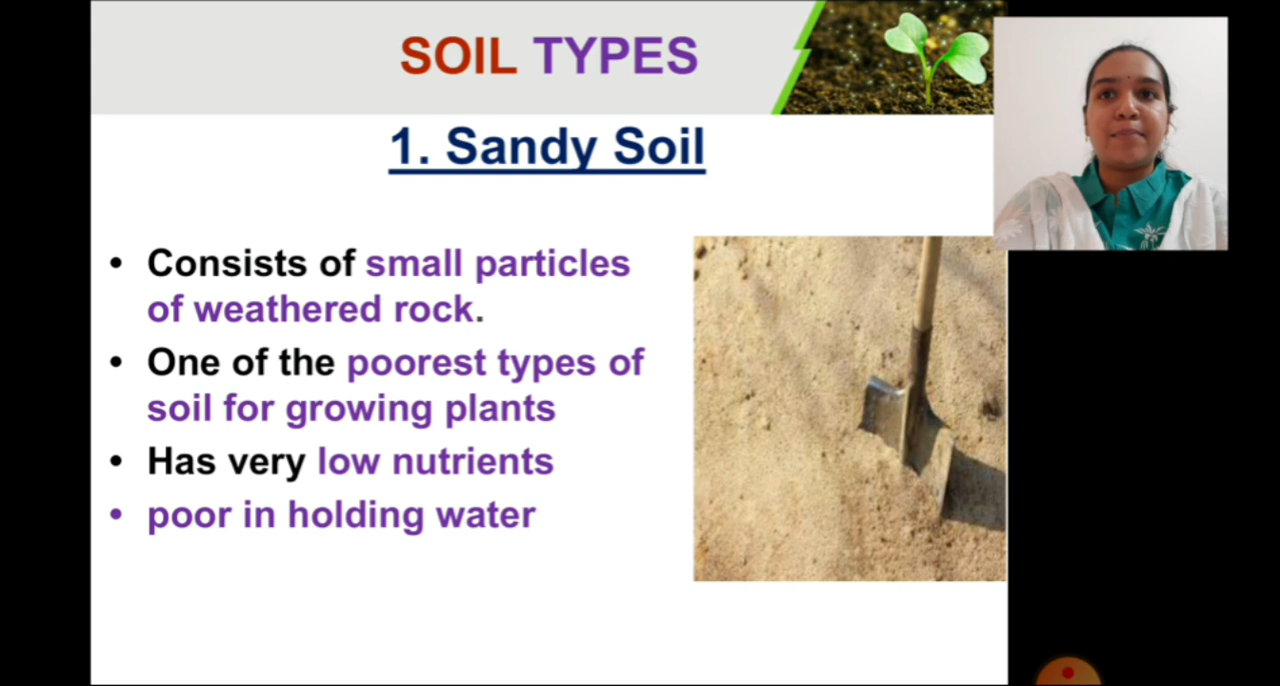 SOIL TYPES
1. Sandy Soil
• Consists of small particles
of weathered rock.
• One of the poorest types of
soil for growing plants
• Has very low nutrients
• poor in holding water